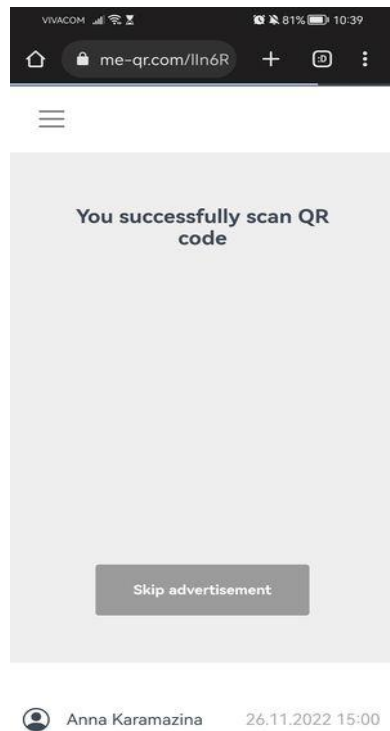 VIVACOM 81% 10:39
me-qr.com/lIn6R :D
You successfully scan QR
code
Skip advertisement
Anna Karamazina 26.11.2022 15:00